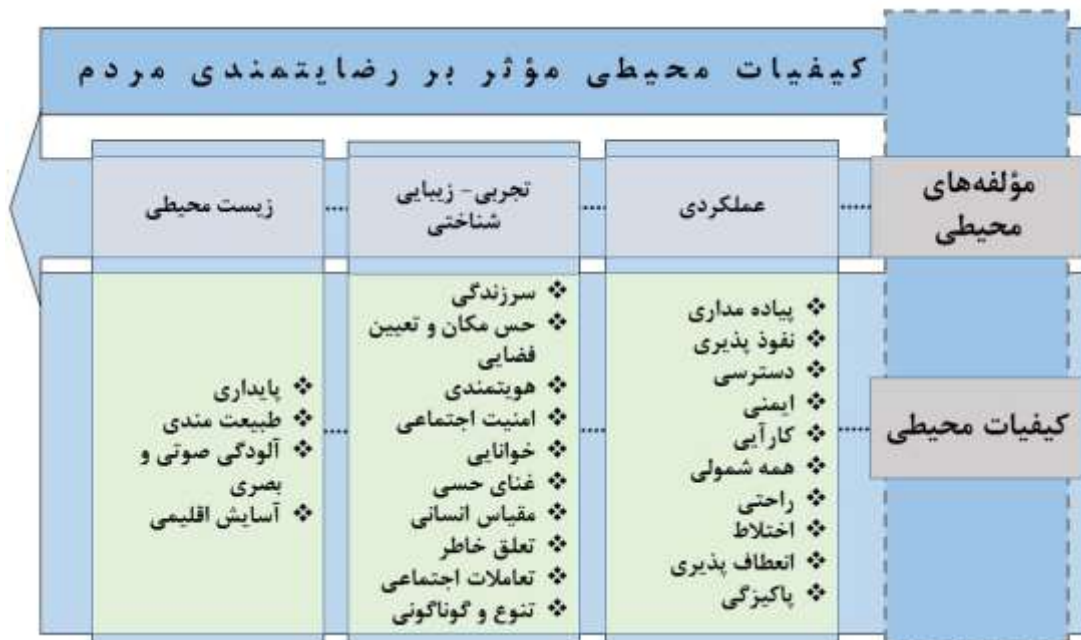 کیفیات محیطی مؤثر بر رضایتمندی مردم
مؤلفه‌های
محیطی
عملکردی
تجربی- زیبایی
شناختی
زیست محیطی
کیفیات محیطی
❖ پیاده مداری
❖ نفوذ پذیری
❖ دسترسی
❖ ایمنی
❖ کارآیی
❖ همه شمولی
❖ راحتی
❖ اختلاط
❖ انعطاف پذیری
❖ پاکیزگی
❖ سرزندگی
❖ حس مکان و تعیین
فضایی
❖ هویتمندی
❖ امنیت اجتماعی
❖ خوانایی
❖ غنای حسی
❖ مقیاس انسانی
❖ تعلق خاطر
❖ تعاملات اجتماعی
❖ تنوع و گوناگونی
❖ پایداری
❖ طبیعت مندی
❖ آلودگی صوتی و
بصری
❖ آسایش اقلیمی